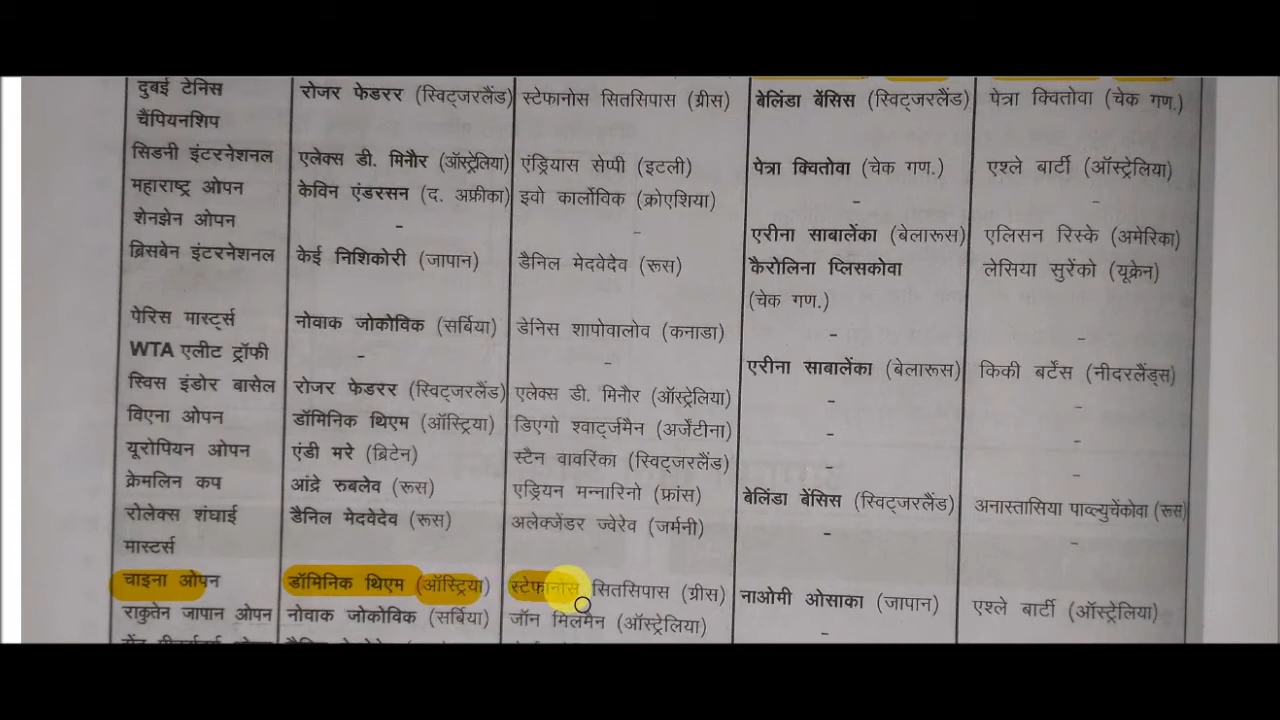 दुबई टेनिस रोजर फेडरर (स्विट्जरलैंड) स्टेफानोस सितसिपास (ग्रीस) बेलिंडा बेंसिस (स्विट्जरलैंड) पेत्रा क्वितोवा (चेक गण.)
चैंपियनशिप
सिडनी इंटरनेशनल एलेक्स डी. मिनौर (ऑस्ट्रेलिया) एंड्रियास सेप्पी (इटली) पेत्रा क्वितोवा (चेक गण.) एश्ले बार्टी (ऑस्ट्रेलिया)
महाराष्ट्र ओपन केविन एंडरसन (द. अफ्रीका) इवो कार्लोविक (क्रोएशिया) - -
शेनझेन ओपन - - एरीना साबालेंका (बेलारूस) एलिसन रिस्के (अमेरिका)
ब्रिसबेन इंटरनेशनल केई निशिकोरी (जापान) डैनिल मेदवेदेव (रूस) कैरोलिना प्लिसकोवा लेसिया सुरेंको (यूक्रेन)
(चेक गण.)
पेरिस मास्टर्स नोवाक जोकोविक (सर्बिया) डेनिस शापोवालोव (कनाडा) - -
WTA एलीट ट्रॉफी - - एरीना साबालेंका (बेलारूस) किकी बर्टेंस (नीदरलैंड्स)
स्विस इंडोर बासेल रोजर फेडरर (स्विट्जरलैंड) एलेक्स डी. मिनौर (ऑस्ट्रेलिया) - -
विएना ओपन डॉमिनिक थिएम (ऑस्ट्रिया) डिएगो श्वार्ट्जमैन (अर्जेंटीना) - -
यूरोपियन ओपन एंडी मरे (ब्रिटेन) स्टैन वावरिंका (स्विट्जरलैंड) - -
क्रेमलिन कप आंद्रे रुबलेव (रूस) एड्रियन मन्नारिनो (फ्रांस) बेलिंडा बेंसिस (स्विट्जरलैंड) अनास्तासिया पाव्ल्युचेंकोवा (रूस)
रोलेक्स शंघाई डैनिल मेदवेदेव (रूस) अलेक्जेंडर ज्वेरेव (जर्मनी) - -
मास्टर्स
चाइना ओपन डॉमिनिक थिएम (ऑस्ट्रिया) स्टेफानोस सितसिपास (ग्रीस) नाओमी ओसाका (जापान) एश्ले बार्टी (ऑस्ट्रेलिया)
राकुतेन जापान ओपन नोवाक जोकोविक (सर्बिया) जॉन मिलमैन (ऑस्ट्रेलिया) -